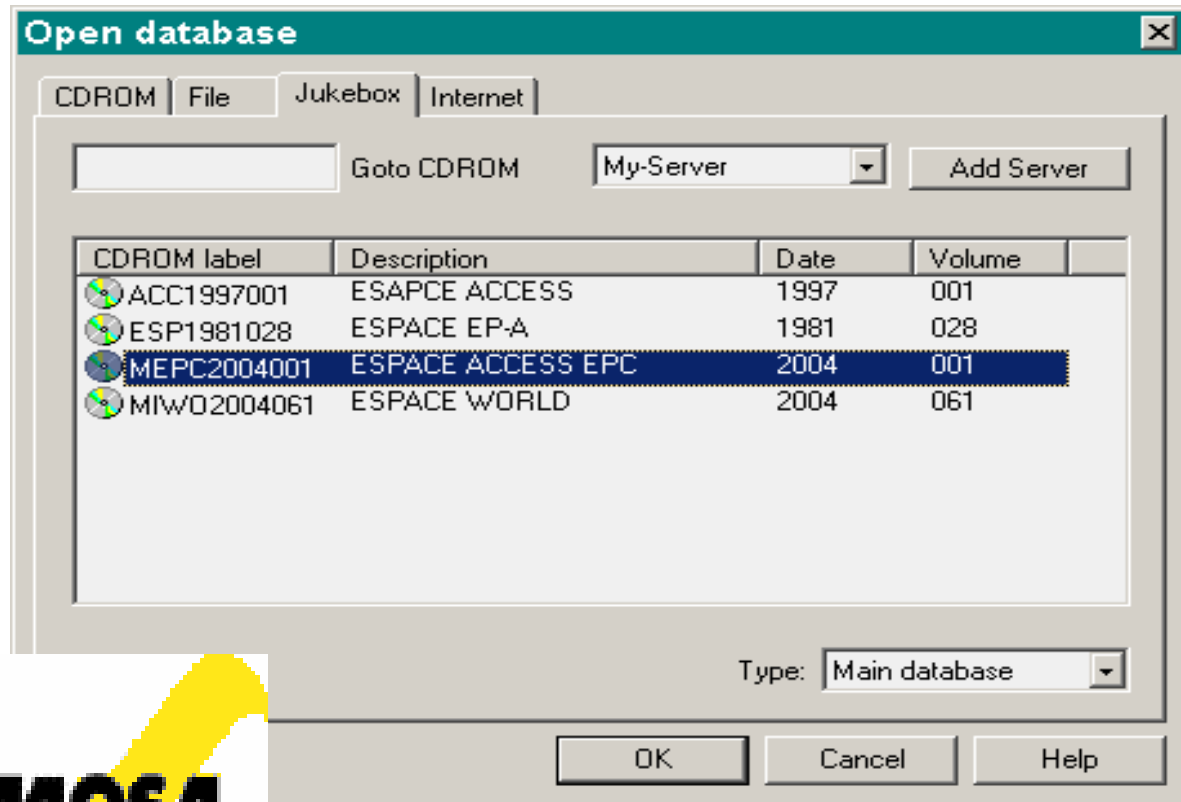 Open database
CDROM File Jukebox Internet
Goto CDROM My-Server Add Server
CDROM label Description Date Volume
ACC1997001 ESAPCE ACCESS 1997 001
ESP1981028 ESPACE EP-A 1981 028
MEPC2004001 ESPACE ACCESS EPC 2004 001
MIWO2004061 ESPACE WORLD 2004 061
Type: Main database
OK Cancel Help